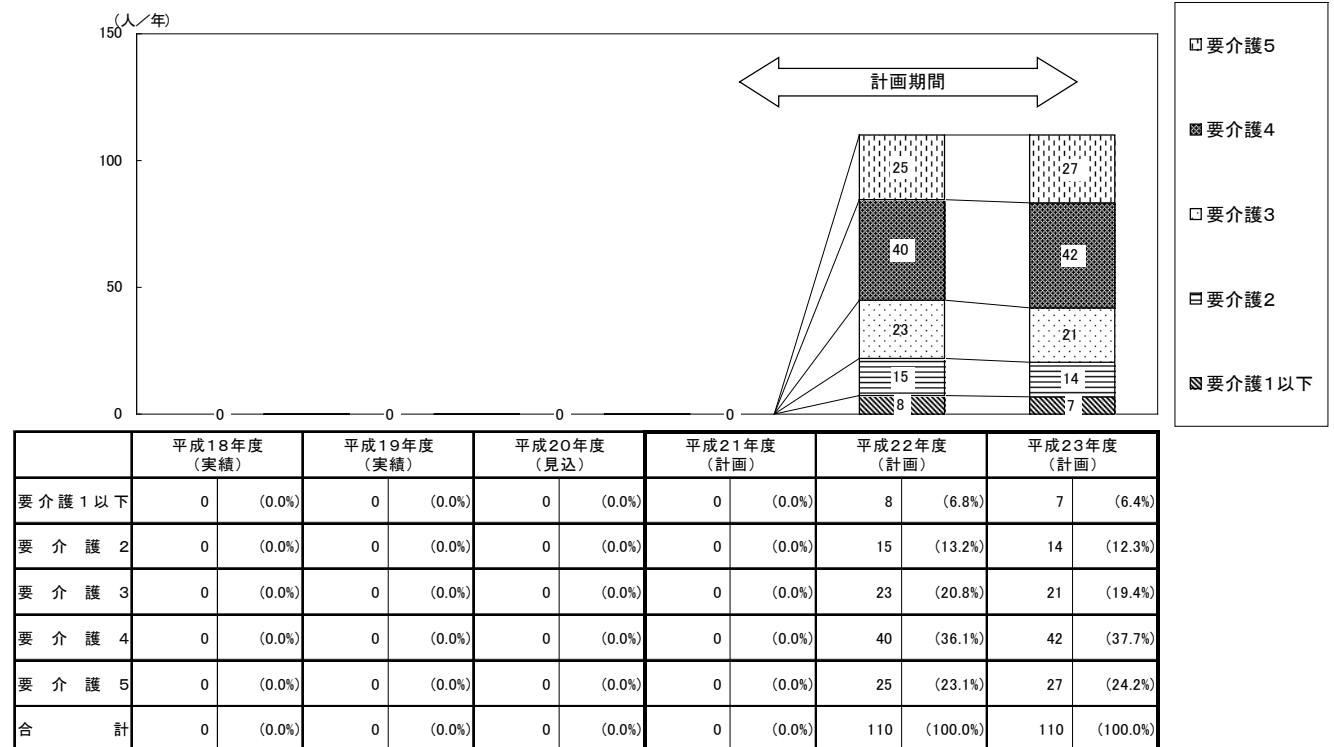 (人／年)
150
100
50
0
計画期間
25
27
40
42
23
21
15
14
8
7
0
0
0
0
要介護5
要介護4
要介護3
要介護2
要介護1以下
平成18年度 平成19年度 平成20年度 平成21年度 平成22年度 平成23年度
（実績） （実績） （見込） （計画） （計画） （計画）
要介護1以下 0 (0.0%) 0 (0.0%) 0 (0.0%) 0 (0.0%) 8 (6.8%) 7 (6.4%)
要介護2 0 (0.0%) 0 (0.0%) 0 (0.0%) 0 (0.0%) 15 (13.2%) 14 (12.3%)
要介護3 0 (0.0%) 0 (0.0%) 0 (0.0%) 0 (0.0%) 23 (20.8%) 21 (19.4%)
要介護4 0 (0.0%) 0 (0.0%) 0 (0.0%) 0 (0.0%) 40 (36.1%) 42 (37.7%)
要介護5 0 (0.0%) 0 (0.0%) 0 (0.0%) 0 (0.0%) 25 (23.1%) 27 (24.2%)
合計 0 (0.0%) 0 (0.0%) 0 (0.0%) 0 (0.0%) 110 (100.0%) 110 (100.0%)